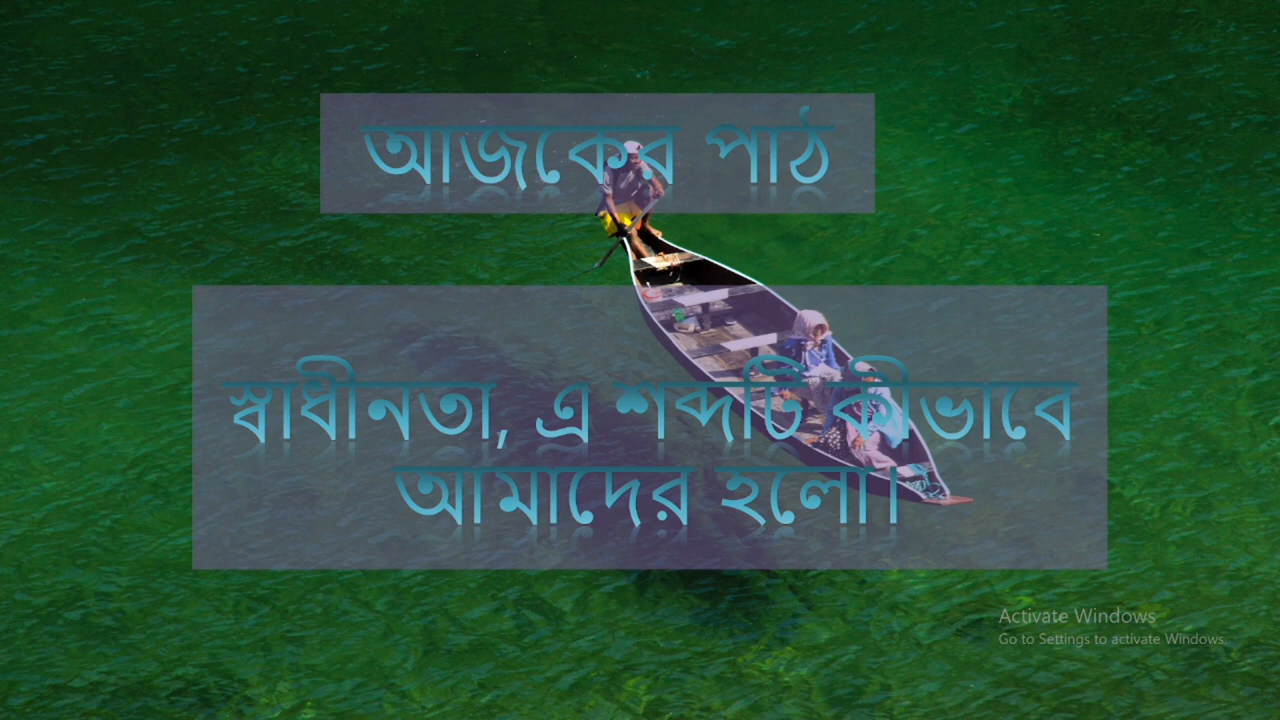 আজকের পাঠ
স্বাধীনতা, এ শব্দটি কীভাবে
আমাদের হলো।
Activate Windows
Go to Settings to activate Windows.